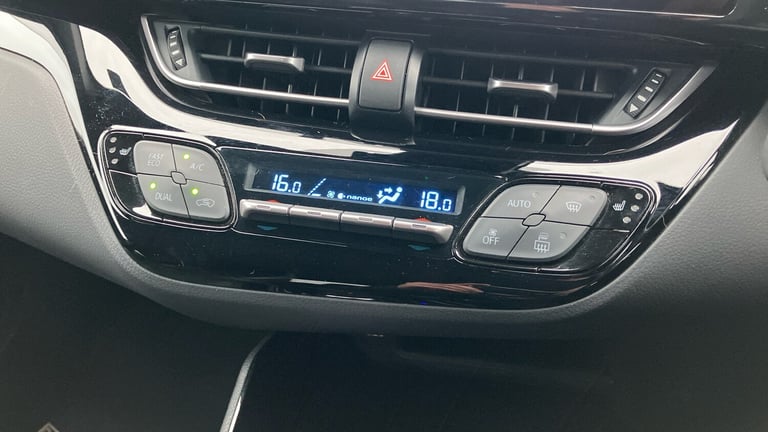 FAST
ECO
A/C
DUAL
16.0
nanoe
18.0
AUTO
OFF